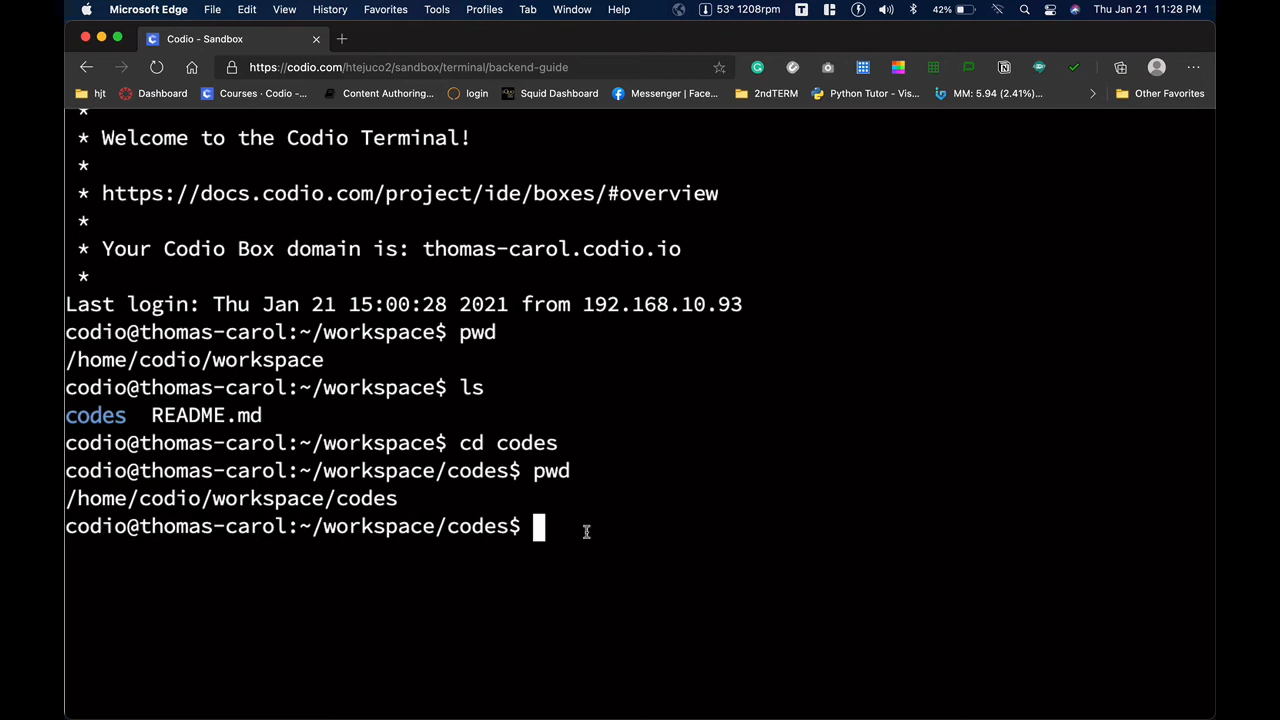 Microsoft Edge File Edit View History Favorites Tools Profiles Tab Window Help 53° 1208rpm 42% Thu Jan 21 11:28 PM
Codio - Sandbox
https://codio.com/htejuco2/sandbox/terminal/backend-guide
hjt Dashboard Courses · Codio -... Content Authoring... login Squid Dashboard Messenger | Face... 2ndTERM Python Tutor - Vis... MM: 5.94 (2.41%)... Other Favorites
*
* Welcome to the Codio Terminal!
*
* https://docs.codio.com/project/ide/boxes/#overview
*
* Your Codio Box domain is: thomas-carol.codio.io
*
Last login: Thu Jan 21 15:00:28 2021 from 192.168.10.93
codio@thomas-carol:~/workspace$ pwd
/home/codio/workspace
codio@thomas-carol:~/workspace$ ls
codes README.md
codio@thomas-carol:~/workspace$ cd codes
codio@thomas-carol:~/workspace/codes$ pwd
/home/codio/workspace/codes
codio@thomas-carol:~/workspace/codes$